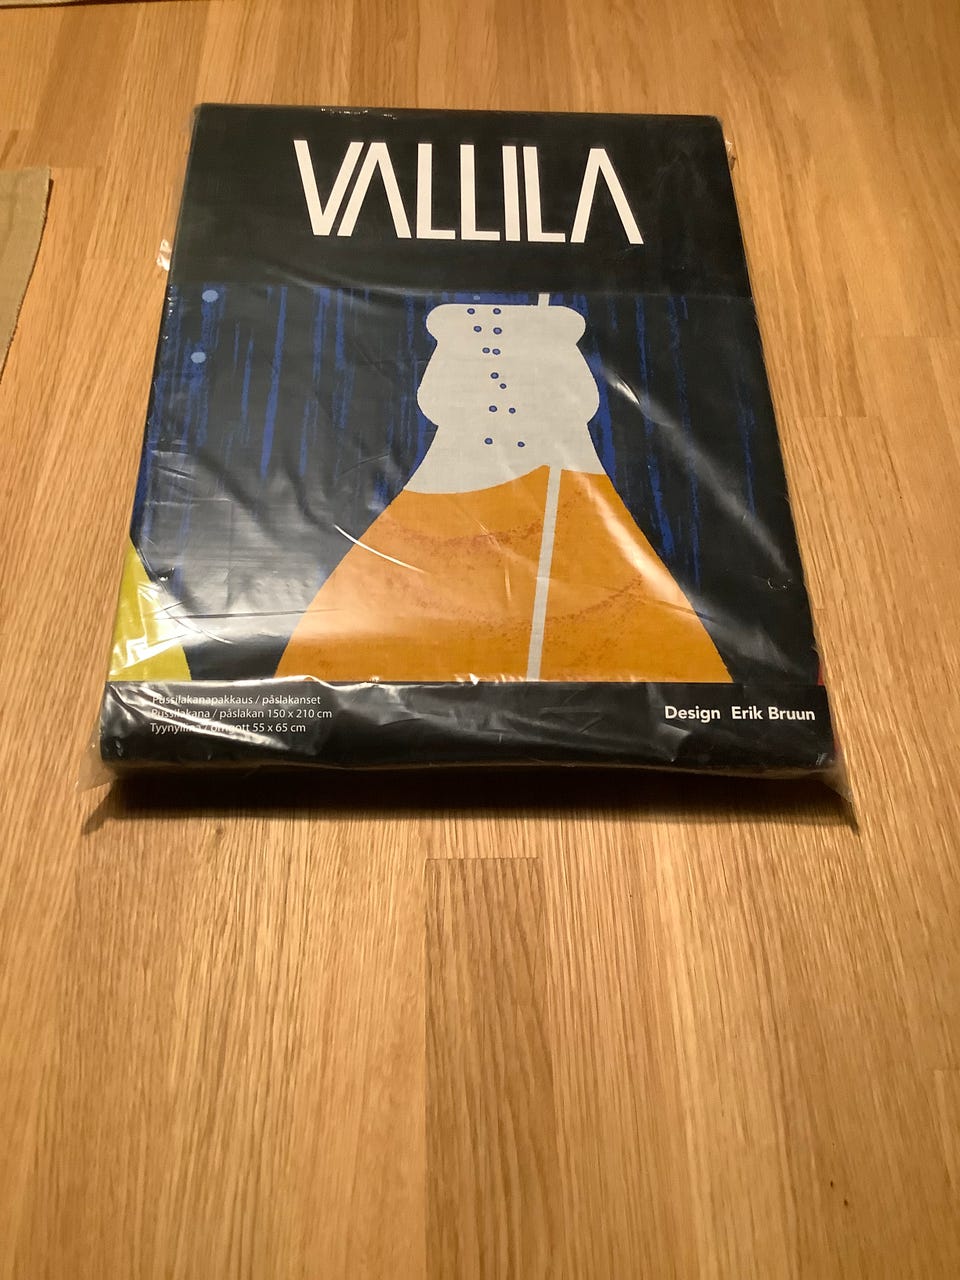 VALLILA
Pussilakanapakkaus / påslakanset
Pussilakana / påslakan 150 x 210 cm
Tyynyliina / örngott 55 x 65 cm
Design Erik Bruun